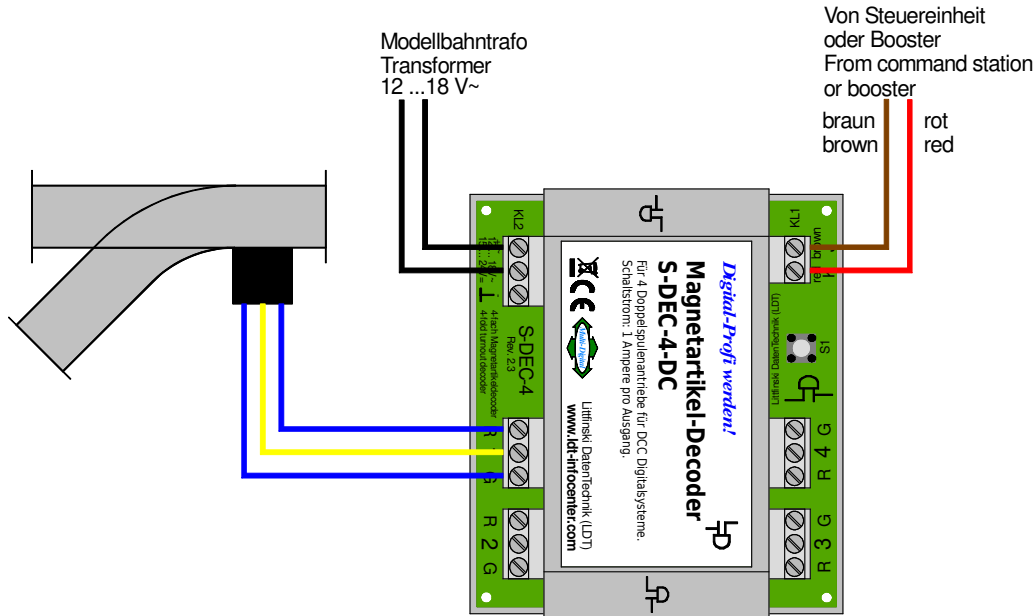 Modellbahntrafo
Transformer
12 ...18 V~
Von Steuereinheit
oder Booster
From command station
or booster
braun
brown
rot
red
KL2
S-DEC-4
Rev. 2.3
4-fach Magnetartikeldecoder
4-fold turnout decoder
R
G
R 2 G
Digital-Profi werden!
Magnetartikel-Decoder
S-DEC-4-DC
Für 4 Doppelspulenantriebe für DCC Digitalsysteme.
Schaltstrom: 1 Ampere pro Ausgang.
CE
Multi-Digital
Littfinski DatenTechnik (LDT)
www.ldt-infocenter.com
KL1
red brown
S1
Littfinski DatenTechnik (LDT)
R 4 G
R 3 G